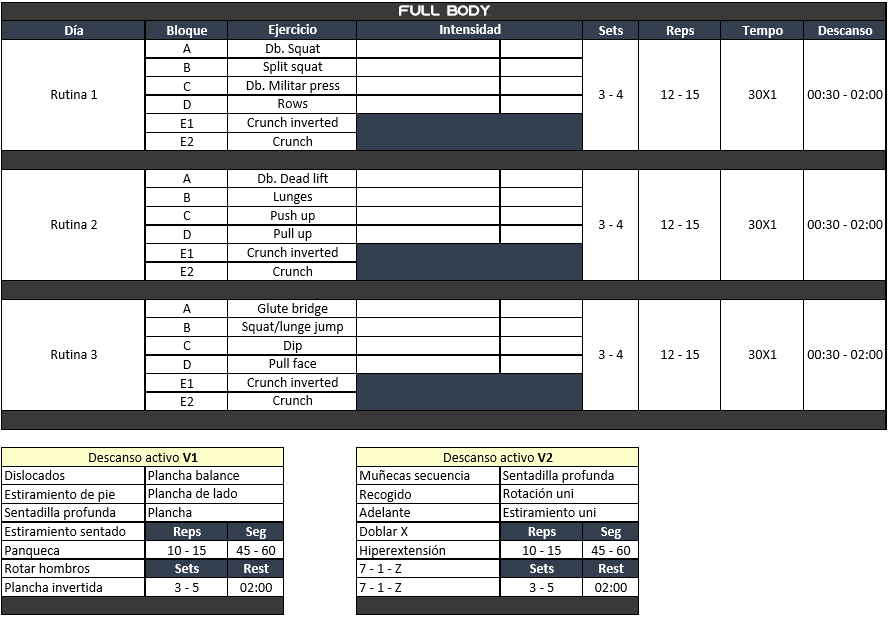 FULL BODY
Día Bloque Ejercicio Intensidad Sets Reps Tempo Descanso
Rutina 1 3 - 4 12 - 15 30X1 00:30 - 02:00
A Db. Squat
B Split squat
C Db. Militar press
D Rows
E1 Crunch inverted
E2 Crunch
Rutina 2 3 - 4 12 - 15 30X1 00:30 - 02:00
A Db. Dead lift
B Lunges
C Push up
D Pull up
E1 Crunch inverted
E2 Crunch
Rutina 3 3 - 4 12 - 15 30X1 00:30 - 02:00
A Glute bridge
B Squat/lunge jump
C Dip
D Pull face
E1 Crunch inverted
E2 Crunch
Descanso activo V1
Dislocados Plancha balance
Estiramiento de pie Plancha de lado
Sentadilla profunda Plancha
Estiramiento sentado Reps Seg
Panqueca 10 - 15 45 - 60
Rotar hombros Sets Rest
Plancha invertida 3 - 5 02:00
Descanso activo V2
Muñecas secuencia Sentadilla profunda
Recogido Rotación uni
Adelante Estiramiento uni
Doblar X Reps Seg
Hiperextensión 10 - 15 45 - 60
7 - 1 - Z Sets Rest
7 - 1 - Z 3 - 5 02:00